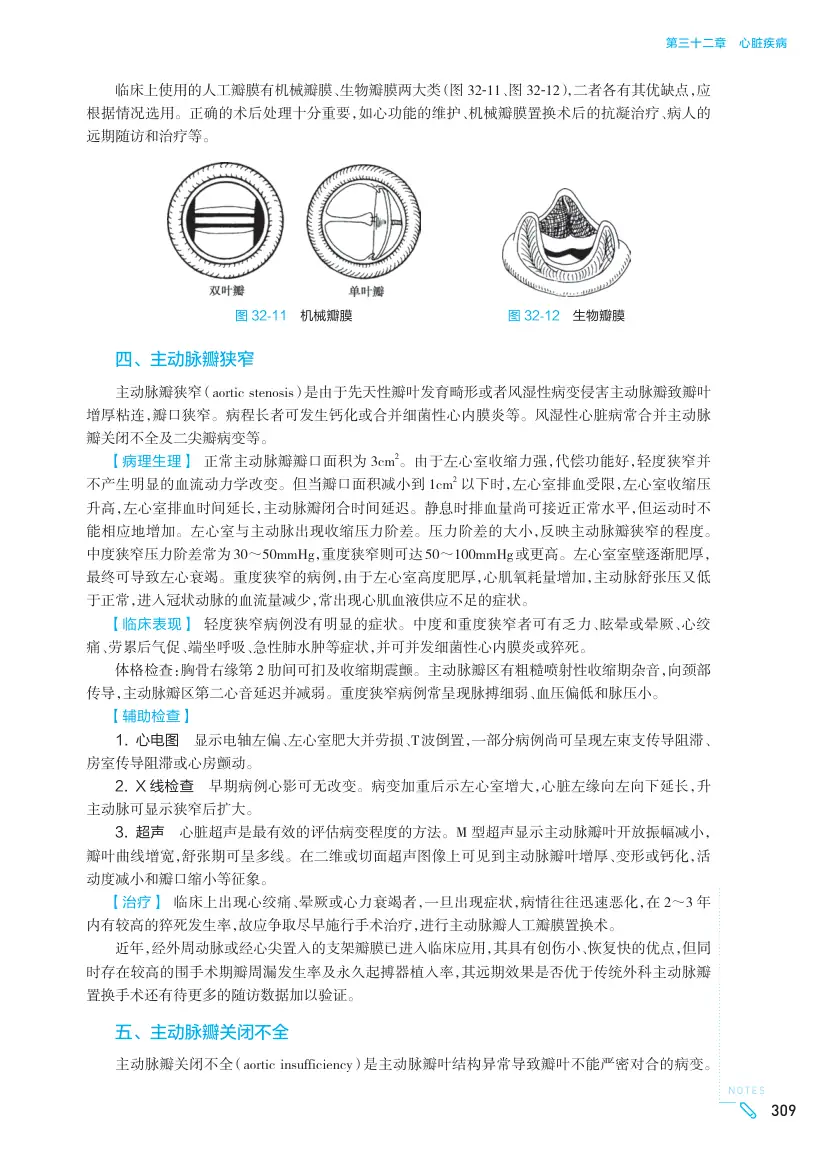 第三十二章 心脏疾病
临床上使用的人工瓣膜有机械瓣膜、生物瓣膜两大类(图 32-11、图 32-12),二者各有其优缺点,应
根据情况选用。正确的术后处理十分重要,如心功能的维护、机械瓣膜置换术后的抗凝治疗、病人的
远期随访和治疗等。
双叶瓣 单叶瓣
图 32-11 机械瓣膜
图 32-12 生物瓣膜
四、主动脉瓣狭窄
主动脉瓣狭窄(aortic stenosis)是由于先天性瓣叶发育畸形或者风湿性病变侵害主动脉瓣致瓣叶
增厚粘连,瓣口狭窄。病程长者可发生钙化或合并细菌性心内膜炎等。风湿性心脏病常合并主动脉
瓣关闭不全及二尖瓣病变等。
【病理生理】 正常主动脉瓣瓣口面积为 3cm²。由于左心室收缩力强,代偿功能好,轻度狭窄并
不产生明显的血流动力学改变。但当瓣口面积减小到 1cm² 以下时,左心室排血受限,左心室收缩压
升高,左心室排血时间延长,主动脉瓣闭合时间延迟。静息时排血量尚可接近正常水平,但运动时不
能相应地增加。左心室与主动脉出现收缩压力阶差。压力阶差的大小,反映主动脉瓣狭窄的程度。
中度狭窄压力阶差常为 30～50mmHg,重度狭窄则可达 50～100mmHg 或更高。左心室室壁逐渐肥厚,
最终可导致左心衰竭。重度狭窄的病例,由于左心室高度肥厚,心肌氧耗量增加,主动脉舒张压又低
于正常,进入冠状动脉的血流量减少,常出现心肌血液供应不足的症状。
【临床表现】 轻度狭窄病例没有明显的症状。中度和重度狭窄者可有乏力、眩晕或晕厥、心绞
痛、劳累后气促、端坐呼吸、急性肺水肿等症状,并可并发细菌性心内膜炎或猝死。
体格检查:胸骨右缘第 2 肋间可扪及收缩期震颤。主动脉瓣区有粗糙喷射性收缩期杂音,向颈部
传导,主动脉瓣区第二心音延迟并减弱。重度狭窄病例常呈现脉搏细弱、血压偏低和脉压小。
【辅助检查】
1. 心电图 显示电轴左偏、左心室肥大并劳损、T 波倒置,一部分病例尚可呈现左束支传导阻滞、
房室传导阻滞或心房颤动。
2. X 线检查 早期病例心影可无改变。病变加重后示左心室增大,心脏左缘向左向下延长,升
主动脉可显示狭窄后扩大。
3. 超声 心脏超声是最有效的评估病变程度的方法。M 型超声显示主动脉瓣叶开放振幅减小,
瓣叶曲线增宽,舒张期可呈多线。在二维或切面超声图像上可见到主动脉瓣叶增厚、变形或钙化,活
动度减小和瓣口缩小等征象。
【治疗】 临床上出现心绞痛、晕厥或心力衰竭者,一旦出现症状,病情往往迅速恶化,在 2～3 年
内有较高的猝死发生率,故应争取尽早施行手术治疗,进行主动脉瓣人工瓣膜置换术。
近年,经外周动脉或经心尖置入的支架瓣膜已进入临床应用,其具有创伤小、恢复快的优点,但同
时存在较高的围手术期瓣周漏发生率及永久起搏器植入率,其远期效果是否优于传统外科主动脉瓣
置换手术还有待更多的随访数据加以验证。
五、主动脉瓣关闭不全
主动脉瓣关闭不全(aortic insufficiency)是主动脉瓣叶结构异常导致瓣叶不能严密对合的病变。
NOTES
309